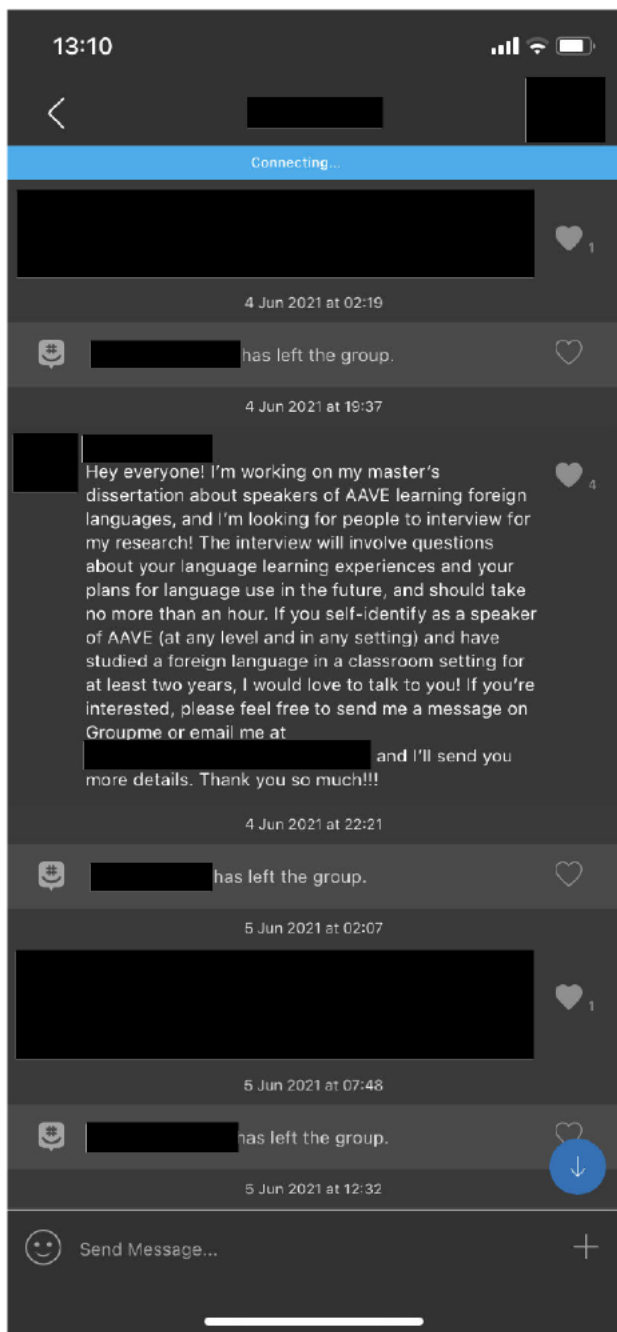 13:10
Connecting...
1
4 Jun 2021 at 02:19
has left the group.
4 Jun 2021 at 19:37
Hey everyone! I'm working on my master's
4
dissertation about speakers of AAVE learning foreign
languages, and I'm looking for people to interview for
my research! The interview will involve questions
about your language learning experiences and your
plans for language use in the future, and should take
no more than an hour. If you self-identify as a speaker
of AAVE (at any level and in any setting) and have
studied a foreign language in a classroom setting for
at least two years, I would love to talk to you! If you're
interested, please feel free to send me a message on
Groupme or email me at
and I'll send you
more details. Thank you so much!!!
4 Jun 2021 at 22:21
has left the group.
5 Jun 2021 at 02:07
1
5 Jun 2021 at 07:48
has left the group.
5 Jun 2021 at 12:32
Send Message...